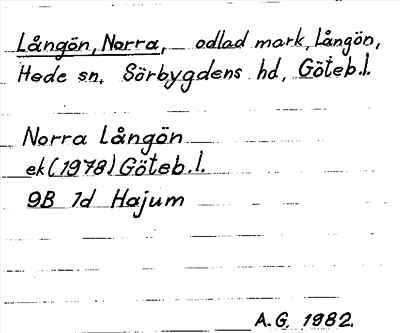 Långön, Norra, odlad mark, Långön,
Hede sn, Sörbygdens hd, Göteb.l.
Norra Långön
ek (1978) Göteb.l.
9B 1d Hajum
A.G. 1982.